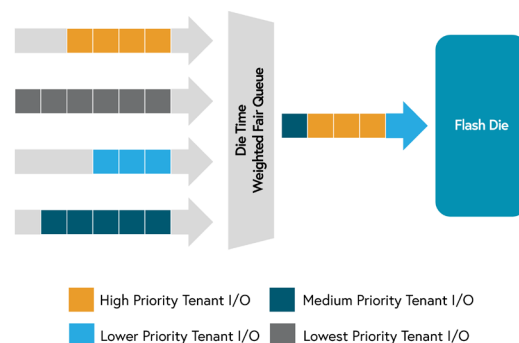 Die Time
Weighted Fair Queue
Flash Die
High Priority Tenant I/O
Medium Priority Tenant I/O
Lower Priority Tenant I/O
Lowest Priority Tenant I/O